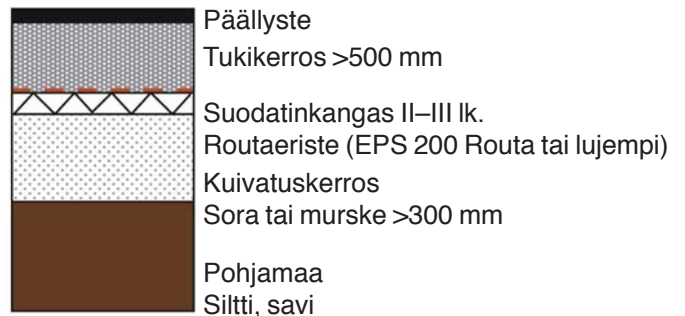 Päällyste
Tukikerros >500 mm
Suodatinkangas II–III lk.
Routaeriste (EPS 200 Routa tai lujempi)
Kuivatuskerros
Sora tai murske >300 mm
Pohjamaa
Siltti, savi